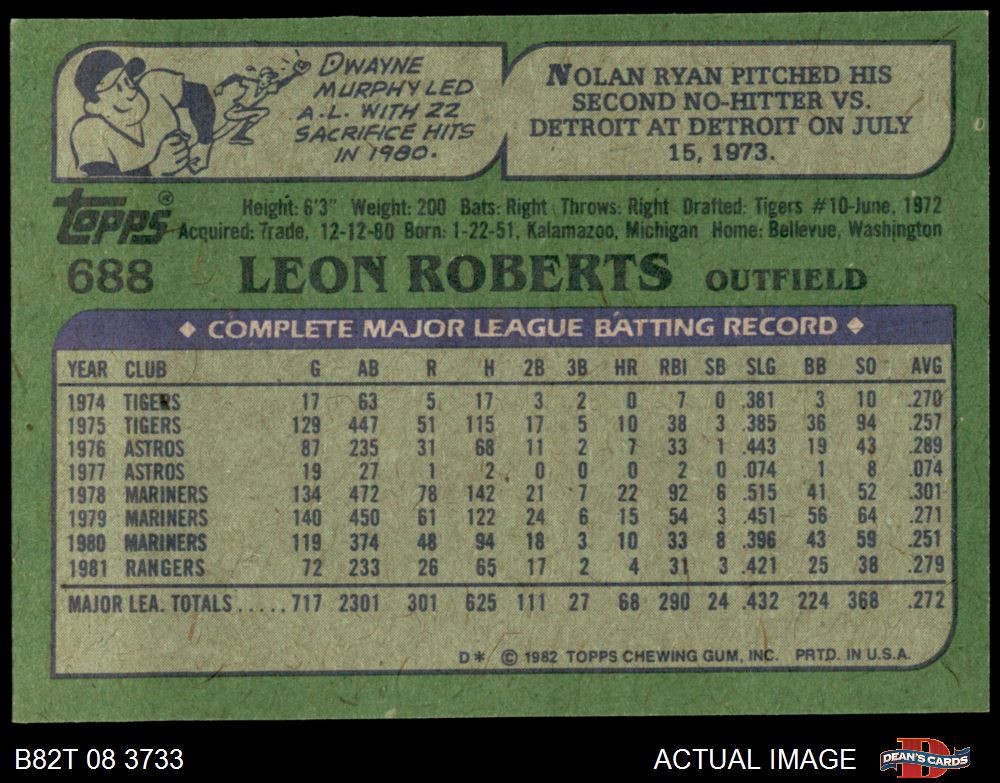 DWAYNE
MURPHY LED
A.L. WITH 22
SACRIFICE HITS
IN 1980.
NOLAN RYAN PITCHED HIS
SECOND NO-HITTER VS.
DETROIT AT DETROIT ON JULY
15, 1973.
Topps®
Height: 6'3" Weight: 200 Bats: Right Throws: Right Drafted: Tigers #10-June, 1972
Acquired: Trade, 12-12-80 Born: 1-22-51, Kalamazoo, Michigan Home: Bellevue, Washington
688 LEON ROBERTS OUTFIELD
◆ COMPLETE MAJOR LEAGUE BATTING RECORD ◆
YEAR CLUB G AB R H 2B 3B HR RBI SB SLG BB SO AVG
1974 TIGERS 17 63 5 17 3 2 0 7 0 .381 3 10 .270
1975 TIGERS 129 447 51 115 17 5 10 38 3 .385 36 94 .257
1976 ASTROS 87 235 31 68 11 2 7 33 1 .443 19 43 .289
1977 ASTROS 19 27 1 2 0 0 0 2 0 .074 1 8 .074
1978 MARINERS 134 472 78 142 21 7 22 92 6 .515 41 52 .301
1979 MARINERS 140 450 61 122 24 6 15 54 3 .451 56 64 .271
1980 MARINERS 119 374 48 94 18 3 10 33 8 .396 43 59 .251
1981 RANGERS 72 233 26 65 17 2 4 31 3 .421 25 38 .279
MAJOR LEA. TOTALS.....717 2301 301 625 111 27 68 290 24 .432 224 368 .272
D* © 1982 TOPPS CHEWING GUM, INC. PRTD. IN U.S.A.
B82T 08 3733
ACTUAL IMAGE
DEAN'S CARDS